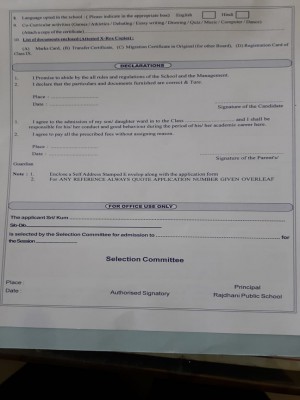 8. Language opted in the school : ( Please indicate in the appropriate box) English Hindi
9. Co-Curricular activities (Games / Athletics / Debating / Essay writing / Drawing / Quiz / Music / Computer / Dance)
(Attach a copy of the certificate)
10. List of documents enclosed (Attested X-Rox Copies) :
(A) Marks Card, (B) Transfer Certificate, (C) Migration Certificate in Original (for other Board), (D) Registration Card of Class IX.
DECLARATIONS
1. I Promise to abide by the all rules and regulations of the School and the Management.
2. I declare that the particulars and documents furnished are correct & Ture.
Place :
Date : Signature of the Candidate
1. I agree to the admission of my son/ daughter/ward in to the Class and I shall be
responsible for his/ her conduct and good behaviour during the period of his/ her academic career here.
2. I agree to pay all the prescribed fees without assigning reason.
Place :
Date : Signature of the Parent's/
Guardian
Note : 1. Enclose a Self Address Stamped Envelop along with the application form
2. For ANY REFERENCE ALWAYS QUOTE APPLICATION NUMBER GIVEN OVERLEAF
FOR OFFICE USE ONLY
The applicant Sri/ Kum
S/o-D/o
is selected by the Selection Committee for admission to for
the Session
Selection Committee
Place :
Date : Authorised Signatory Principal
Rajdhani Public School